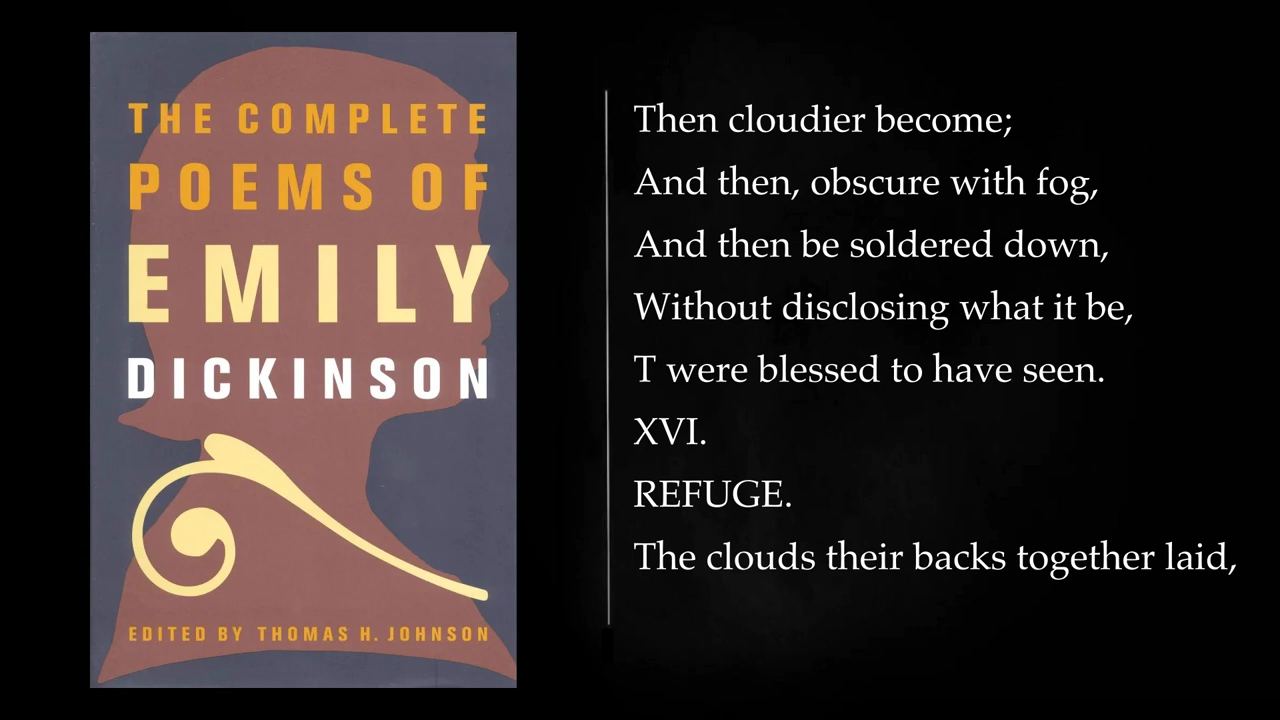 THE COMPLETE
POEMS OF
EMILY
DICKINSON
EDITED BY THOMAS H. JOHNSON
Then cloudier become;
And then, obscure with fog,
And then be soldered down,
Without disclosing what it be,
T were blessed to have seen.
XVI.
REFUGE.
The clouds their backs together laid,